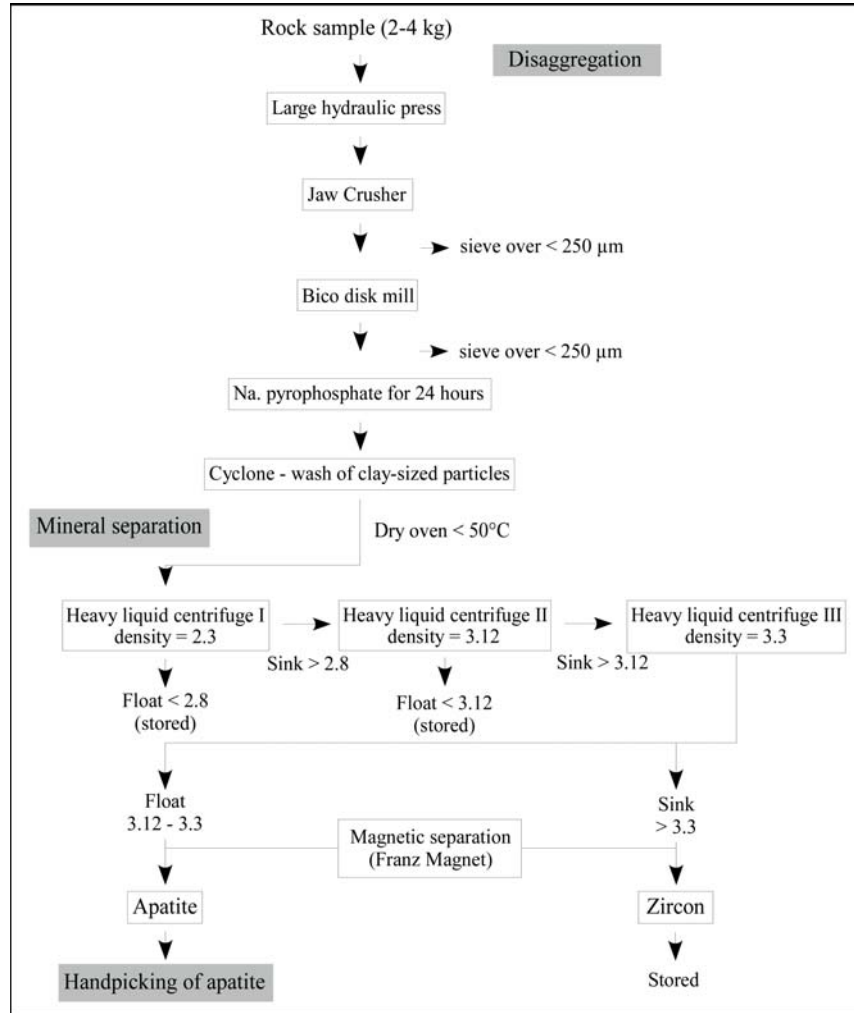 Rock sample (2-4 kg)
Disaggregation
Large hydraulic press
Jaw Crusher
sieve over < 250 µm
Bico disk mill
sieve over < 250 µm
Na. pyrophosphate for 24 hours
Cyclone - wash of clay-sized particles
Mineral separation
Dry oven < 50°C
Heavy liquid centrifuge I
density = 2.3
Sink > 2.8
Heavy liquid centrifuge II
density = 3.12
Sink > 3.12
Heavy liquid centrifuge III
density = 3.3
Float < 2.8
(stored)
Float < 3.12
(stored)
Float
3.12 - 3.3
Sink
> 3.3
Magnetic separation
(Franz Magnet)
Apatite
Zircon
Handpicking of apatite
Stored